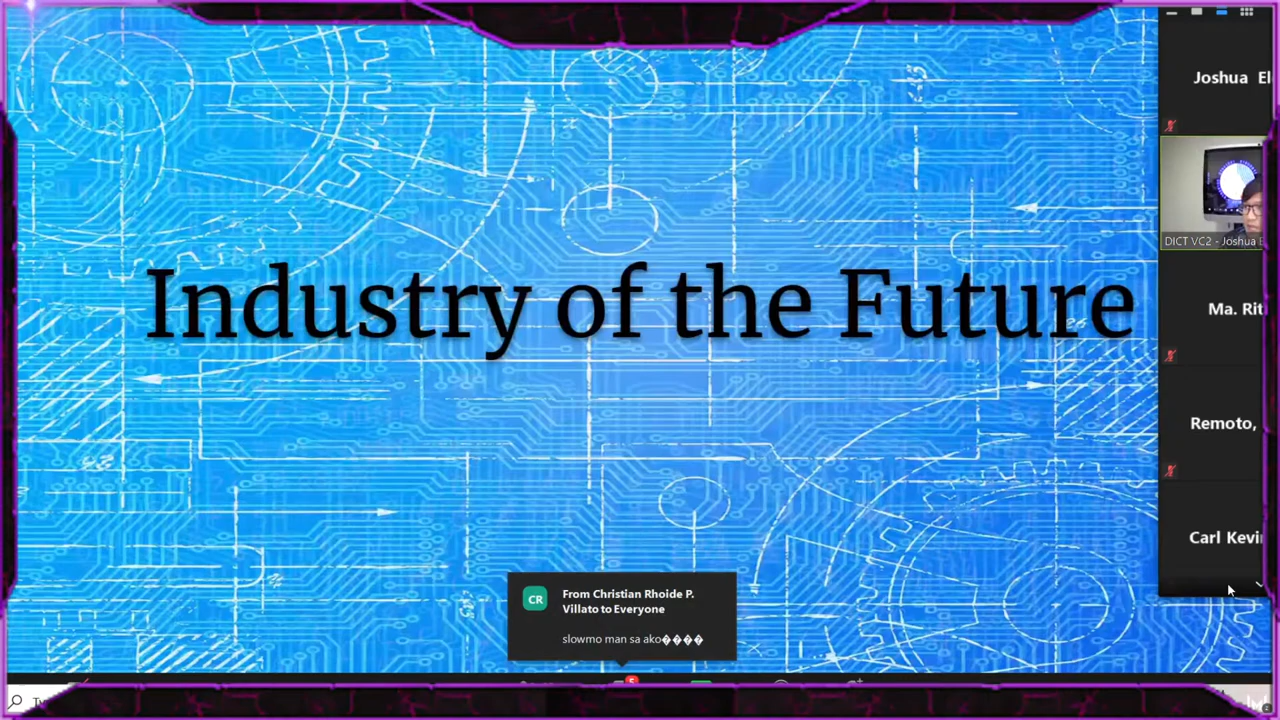 Joshua El
DICT VC2 - Joshua E
Industry of the Future
Ma. Rit
Remoto,
Carl Kevi
CR
From Christian Rhoide P.
Villato to Everyone
slowmo man sa ako����
5